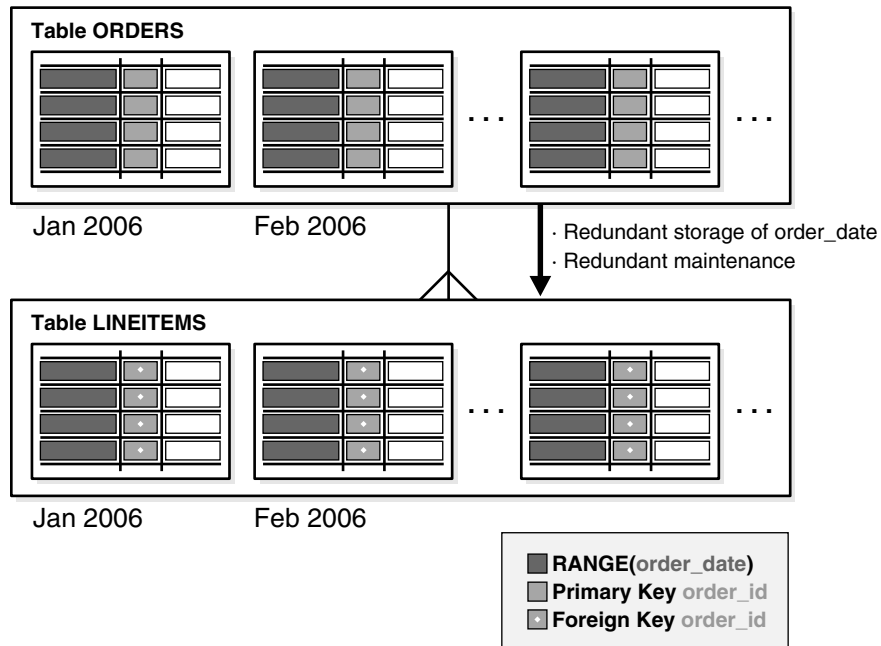 Table ORDERS
. . .
. . .
Jan 2006
Feb 2006
· Redundant storage of order_date
· Redundant maintenance
Table LINEITEMS
. . .
. . .
Jan 2006
Feb 2006
RANGE(order_date)
Primary Key order_id
Foreign Key order_id